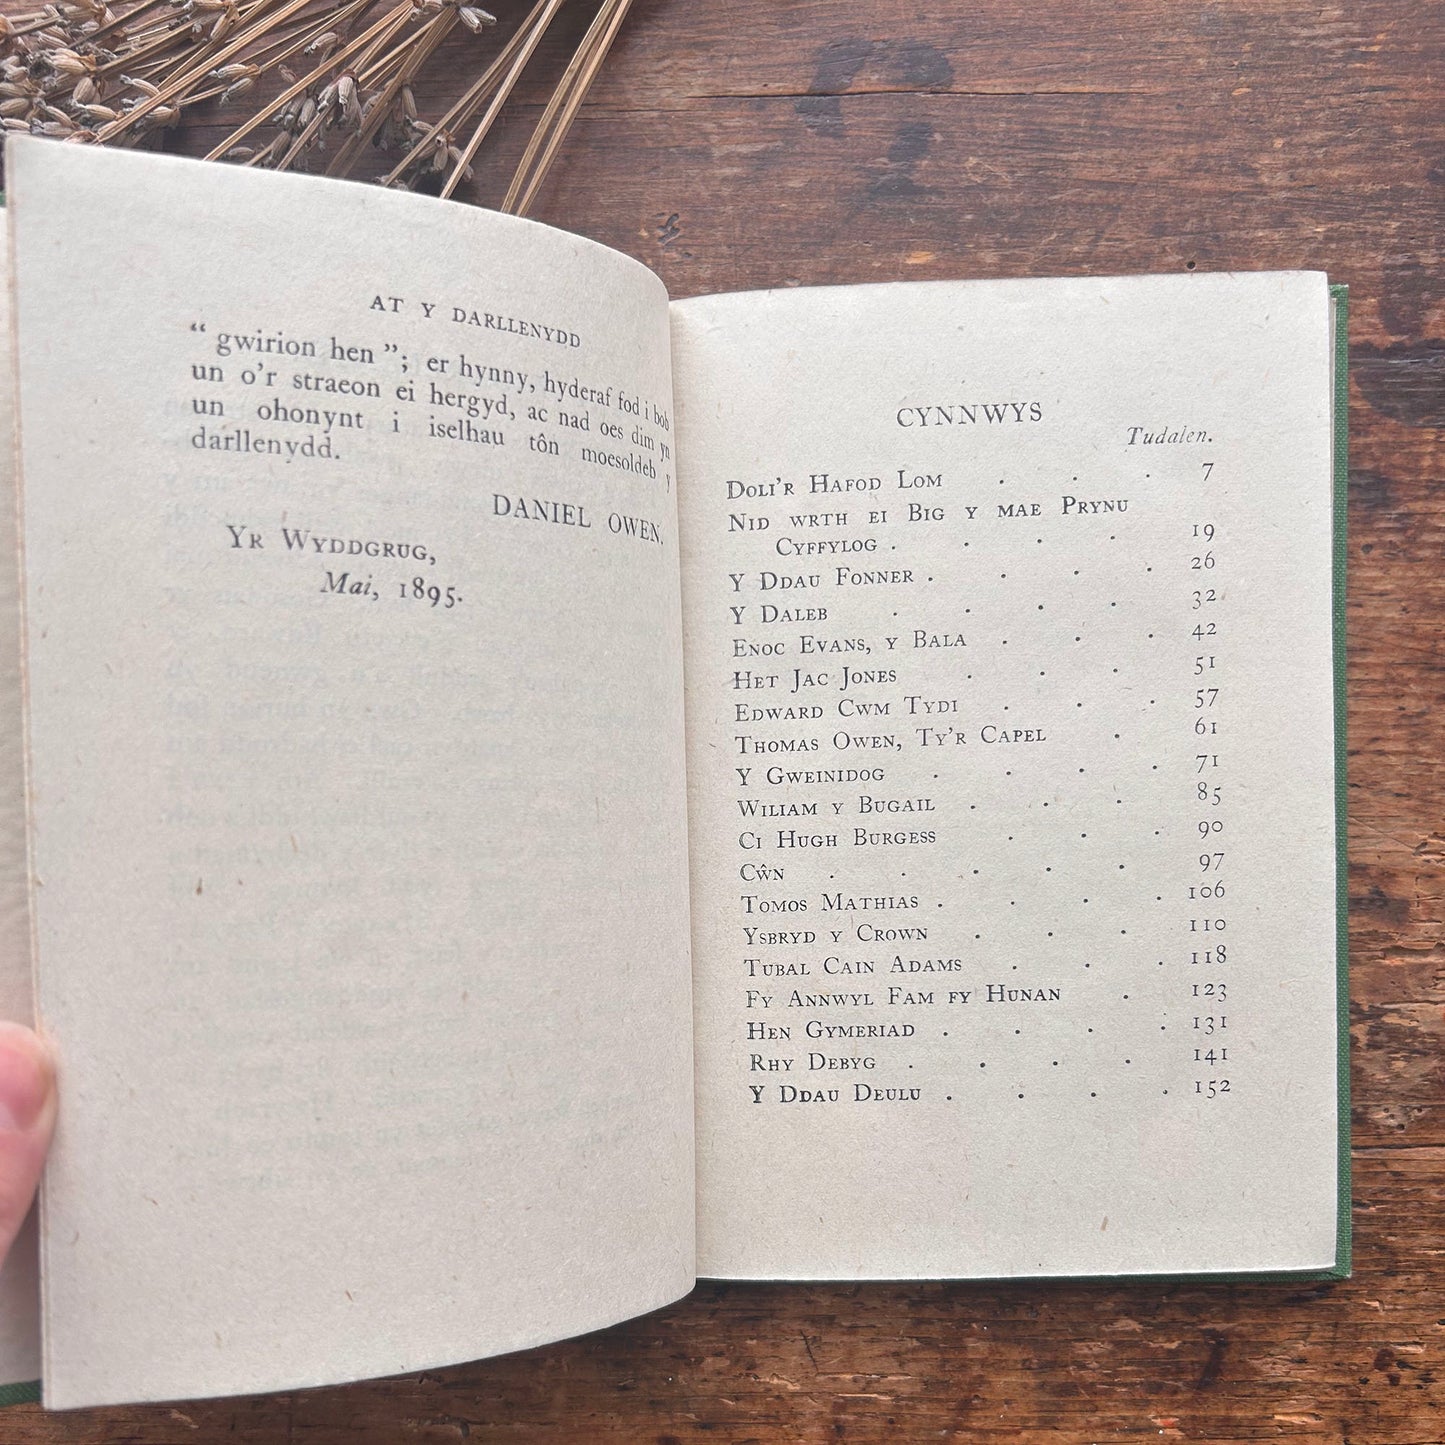 AT Y DARLLENYDD
“ gwirion hen ”; er hynny, hyderaf fod i bob
un o’r straeon ei hergyd, ac nad oes dim yn
un ohonynt i iselhau tôn moesoldeb y
darllenydd.
DANIEL OWEN.
Yr Wyddgrug,
Mai, 1895.
CYNNWYS
Tudalen.
Doli’r Hafod Lom . . . 7
Nid wrth ei Big y mae Prynu
Cyffylog . . . . 19
Y Ddau Fonner . . . . 26
Y Daleb . . . . 32
Enoc Evans, y Bala . . . 42
Het Jac Jones . . . 51
Edward Cwm Tydi . . . 57
Thomas Owen, Ty’r Capel . 61
Y Gweinidog . . . . 71
Wiliam y Bugail . . . 85
Ci Hugh Burgess . . . 90
Cŵn . . . . . 97
Tomos Mathias . . . . 106
Ysbryd y Crown . . . 110
Tubal Cain Adams . . . 118
Fy Annwyl Fam fy Hunan . 123
Hen Gymeriad . . . . 131
Rhy Debyg . . . . 141
Y Ddau Deulu . . . . 152